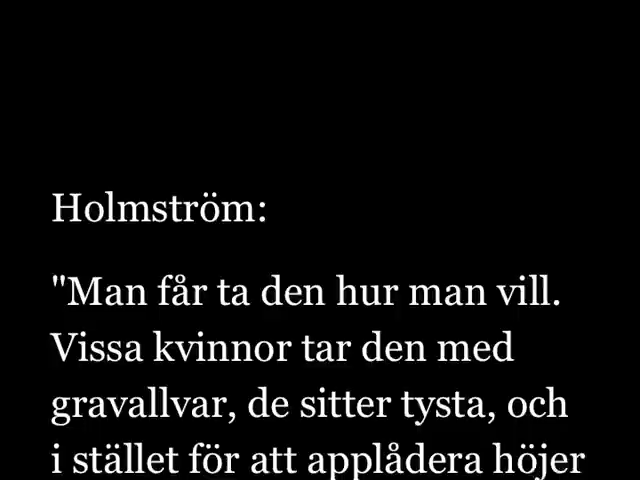 Holmström:
"Man får ta den hur man vill.
Vissa kvinnor tar den med
gravallvar, de sitter tysta, och
i stället för att applådera höjer